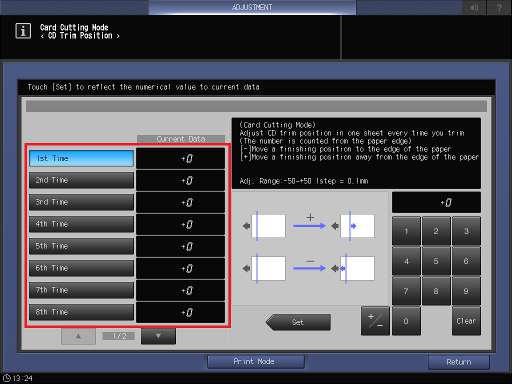 ADJUSTMENT
?
i
Card Cutting Mode
< CD Trim Position >
Touch [Set] to reflect the numerical value to current data
Current Data
1st Time +0
2nd Time +0
3rd Time +0
4th Time +0
5th Time +0
6th Time +0
7th Time +0
8th Time +0
1/2
(Card Cutting Mode)
Adjust CD trim position in one sheet every time you trim
(The number is counted from the paper edge)
[-]Move a finishing position to the edge of the paper
[+]Move a finishing position away from the edge of the paper
Adj. Range:-50~+50 1step = 0.1mm
+
−
Set
+0
1 2 3
4 5 6
7 8 9
+/− 0 Clear
Print Mode
Return
13:24